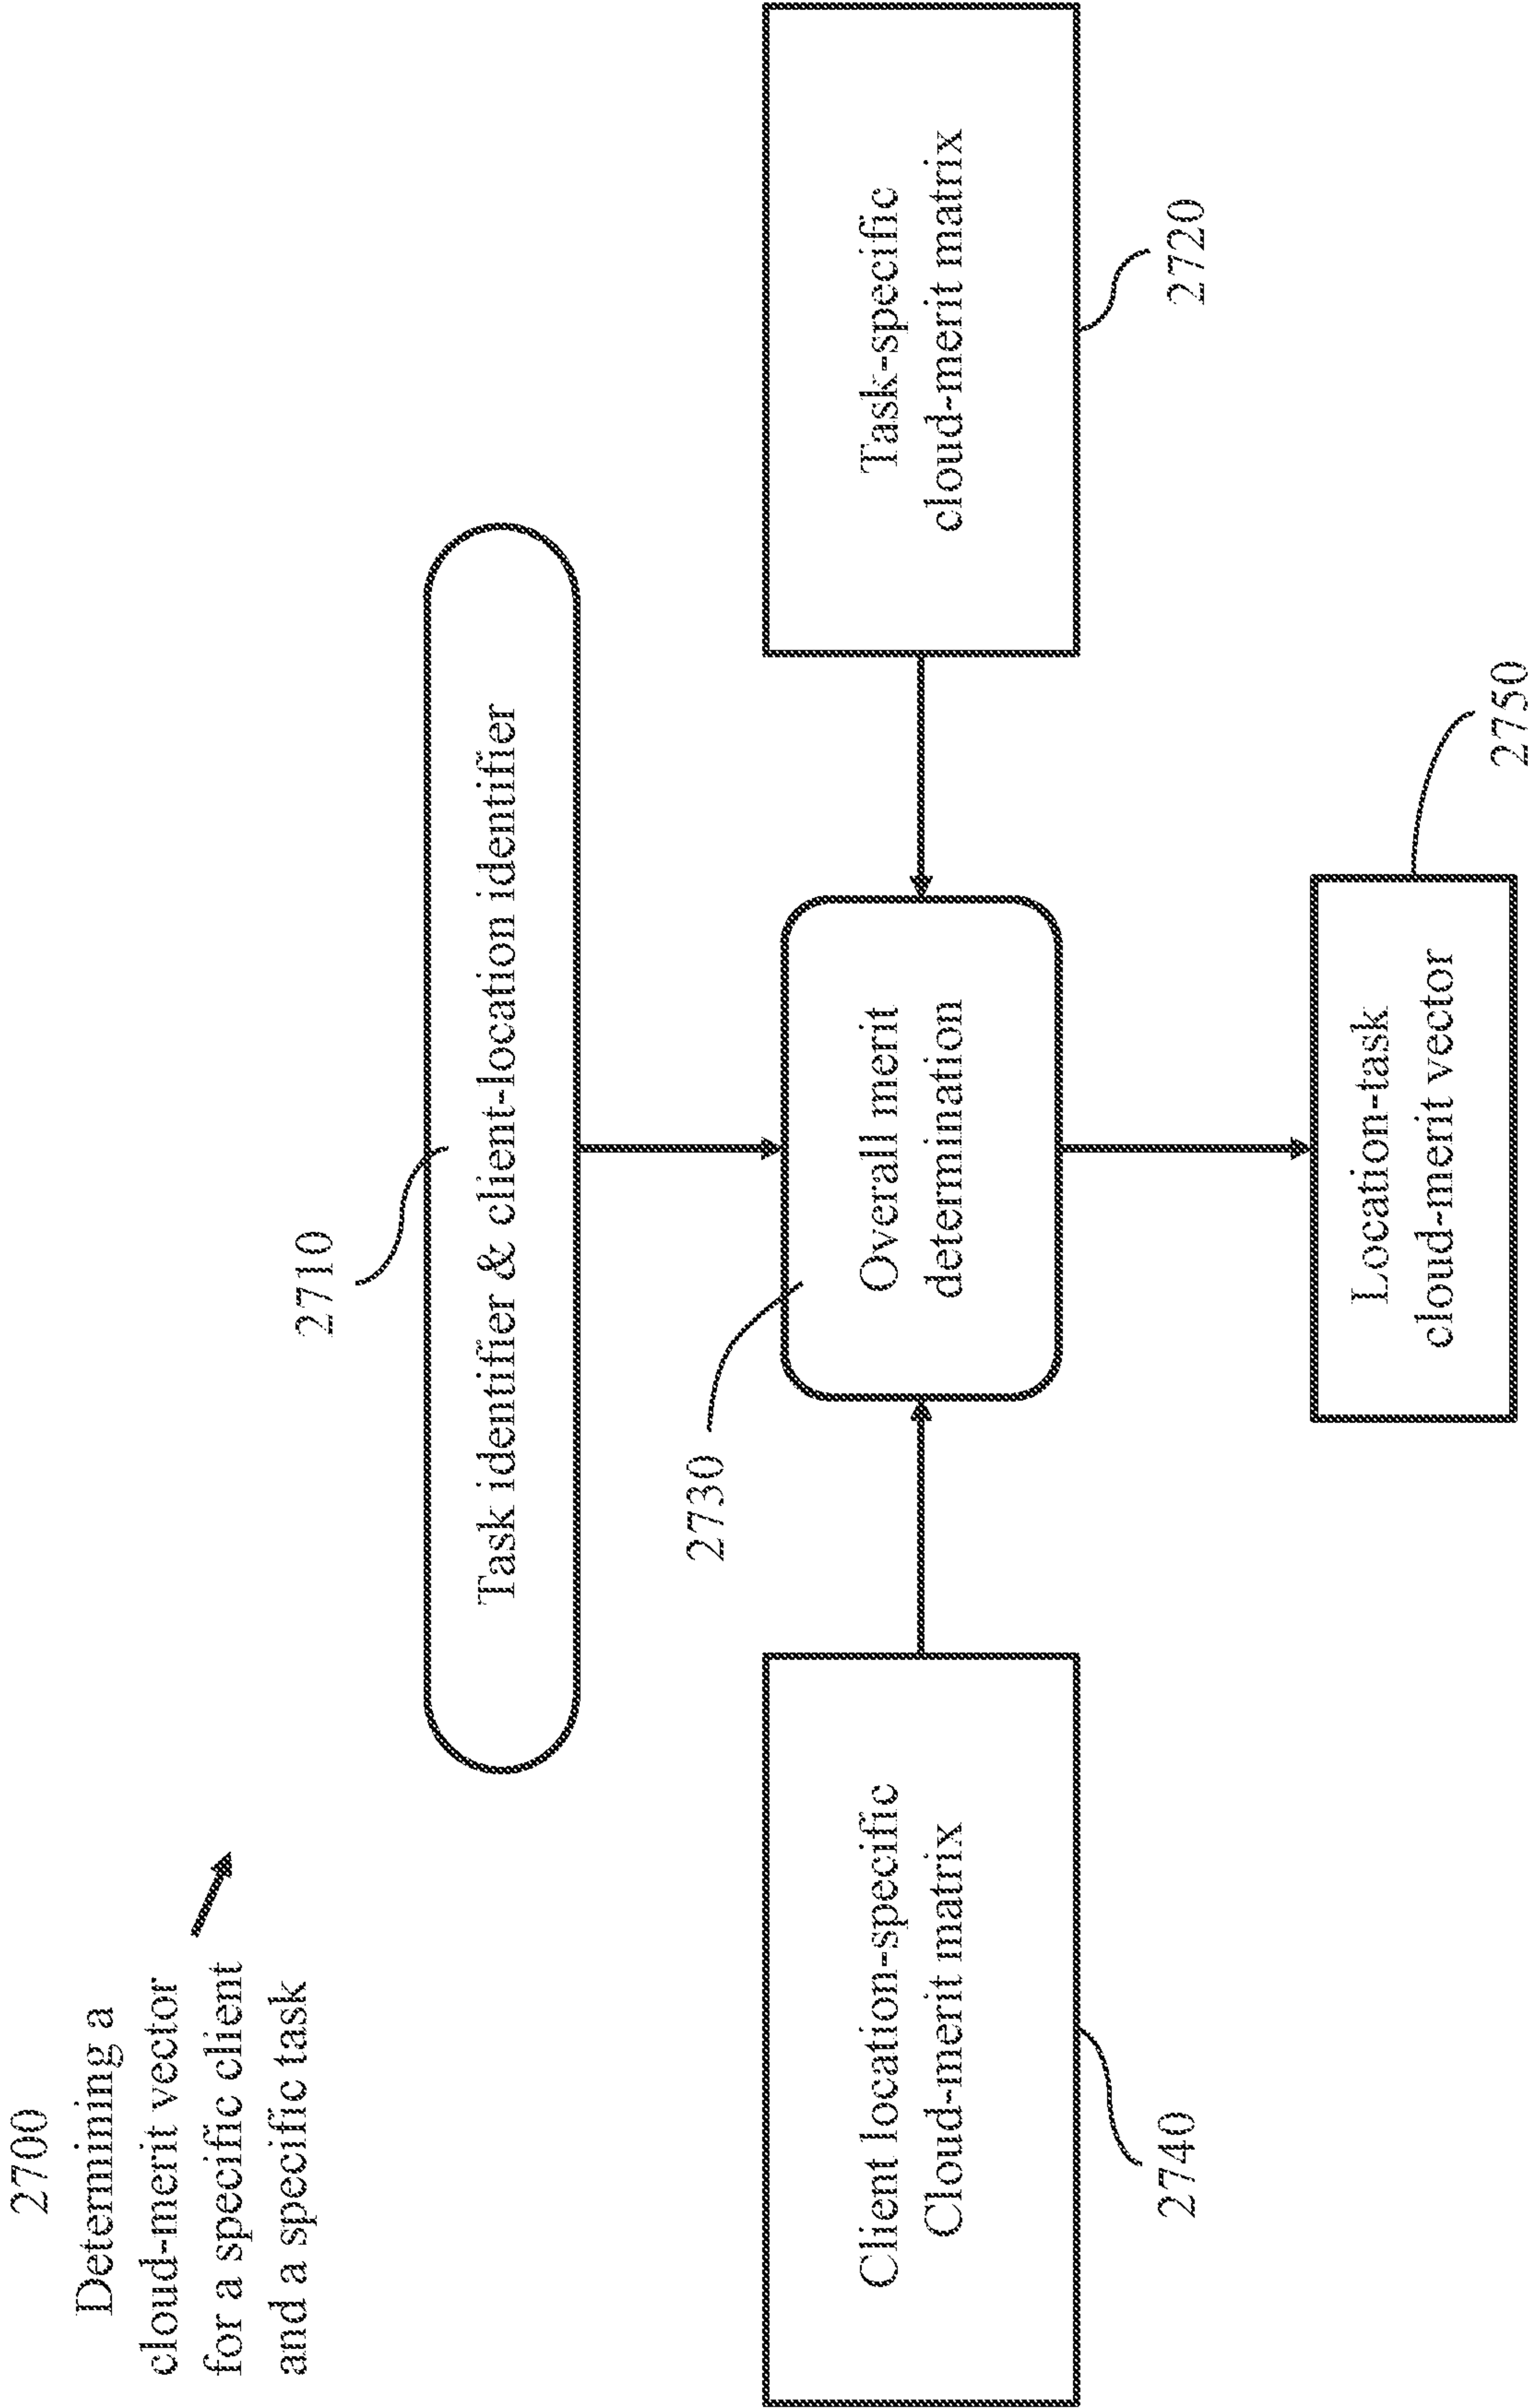 2700
Determining a
cloud-merit vector
for a specific client
and a specific task
2710
Task identifier & client-location identifier
2730
Client location-specific
Cloud-merit matrix
2740
Overall merit
determination
Task-specific
cloud-merit matrix
2720
Location-task
cloud-merit vector
2750